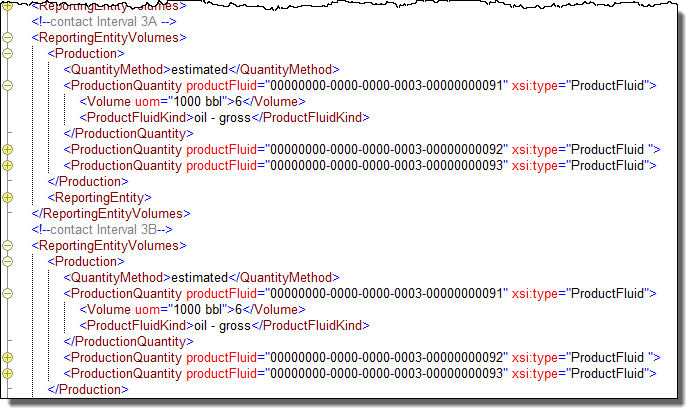 <ReportingEntityVolumes>
<!--contact Interval 3A -->
<ReportingEntityVolumes>
<Production>
<QuantityMethod>estimated</QuantityMethod>
<ProductionQuantity productFluid="00000000-0000-0000-0003-00000000091" xsi:type="ProductFluid">
<Volume uom="1000 bbl">6</Volume>
<ProductFluidKind>oil - gross</ProductFluidKind>
</ProductionQuantity>
<ProductionQuantity productFluid="00000000-0000-0000-0003-00000000092" xsi:type="ProductFluid ">
<ProductionQuantity productFluid="00000000-0000-0000-0003-00000000093" xsi:type="ProductFluid">
</Production>
<ReportingEntity>
</ReportingEntityVolumes>
<!--contact Interval 3B-->
<ReportingEntityVolumes>
<Production>
<QuantityMethod>estimated</QuantityMethod>
<ProductionQuantity productFluid="00000000-0000-0000-0003-00000000091" xsi:type="ProductFluid">
<Volume uom="1000 bbl">6</Volume>
<ProductFluidKind>oil - gross</ProductFluidKind>
</ProductionQuantity>
<ProductionQuantity productFluid="00000000-0000-0000-0003-00000000092" xsi:type="ProductFluid ">
<ProductionQuantity productFluid="00000000-0000-0000-0003-00000000093" xsi:type="ProductFluid">
</Production>